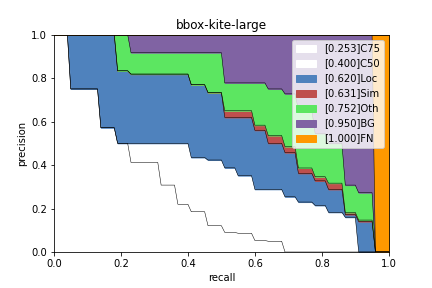 bbox-kite-large
1.0
0.8
0.6
0.4
0.2
0.0
precision
[0.253]C75
[0.400]C50
[0.620]Loc
[0.631]Sim
[0.752]Oth
[0.950]BG
[1.000]FN
0.0 0.2 0.4 0.6 0.8 1.0
recall